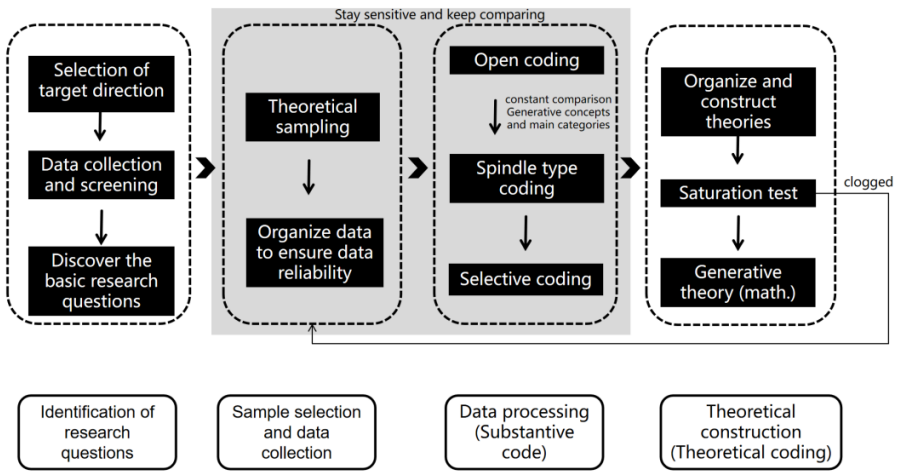 Stay sensitive and keep comparing
Selection of
target direction
Data collection
and screening
Discover the
basic research
questions
Theoretical
sampling
Organize data
to ensure data
reliability
Open coding
constant comparison
Generative concepts
and main categories
Spindle type
coding
Selective coding
Organize and
construct
theories
Saturation test
clogged
Generative
theory (math.)
Identification of
research
questions
Sample selection
and data
collection
Data processing
(Substantive
code)
Theoretical
construction
(Theoretical coding)